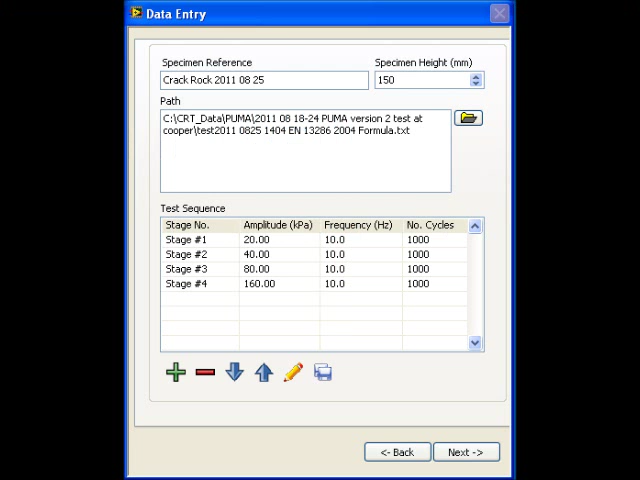 Data Entry
Specimen Reference
Specimen Height (mm)
Crack Rock 2011 08 25
150
Path
C:\CRT_Data\PUMA\2011 08 18-24 PUMA version 2 test at
cooper\test2011 0825 1404 EN 13286 2004 Formula.txt
Test Sequence
Stage No. Amplitude (kPa) Frequency (Hz) No. Cycles
Stage #1 20.00 10.0 1000
Stage #2 40.00 10.0 1000
Stage #3 80.00 10.0 1000
Stage #4 160.00 10.0 1000
<- Back
Next ->